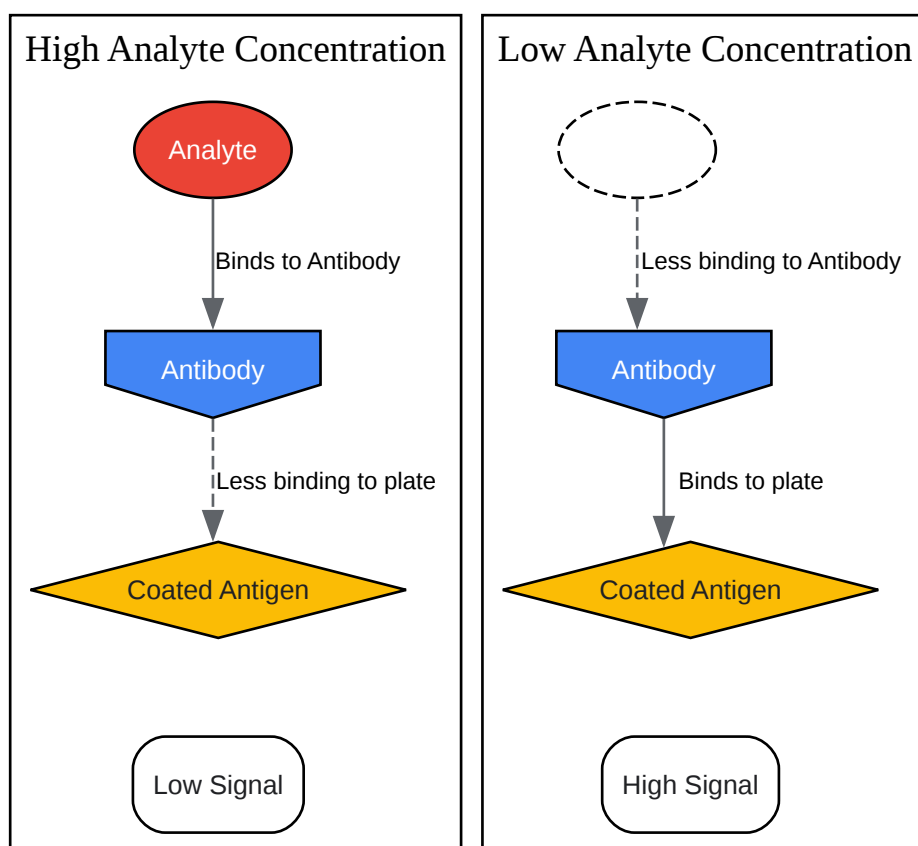 High Analyte Concentration
Analyte
Binds to Antibody
Antibody
Less binding to plate
Coated Antigen
Low Signal
Low Analyte Concentration
Less binding to Antibody
Antibody
Binds to plate
Coated Antigen
High Signal